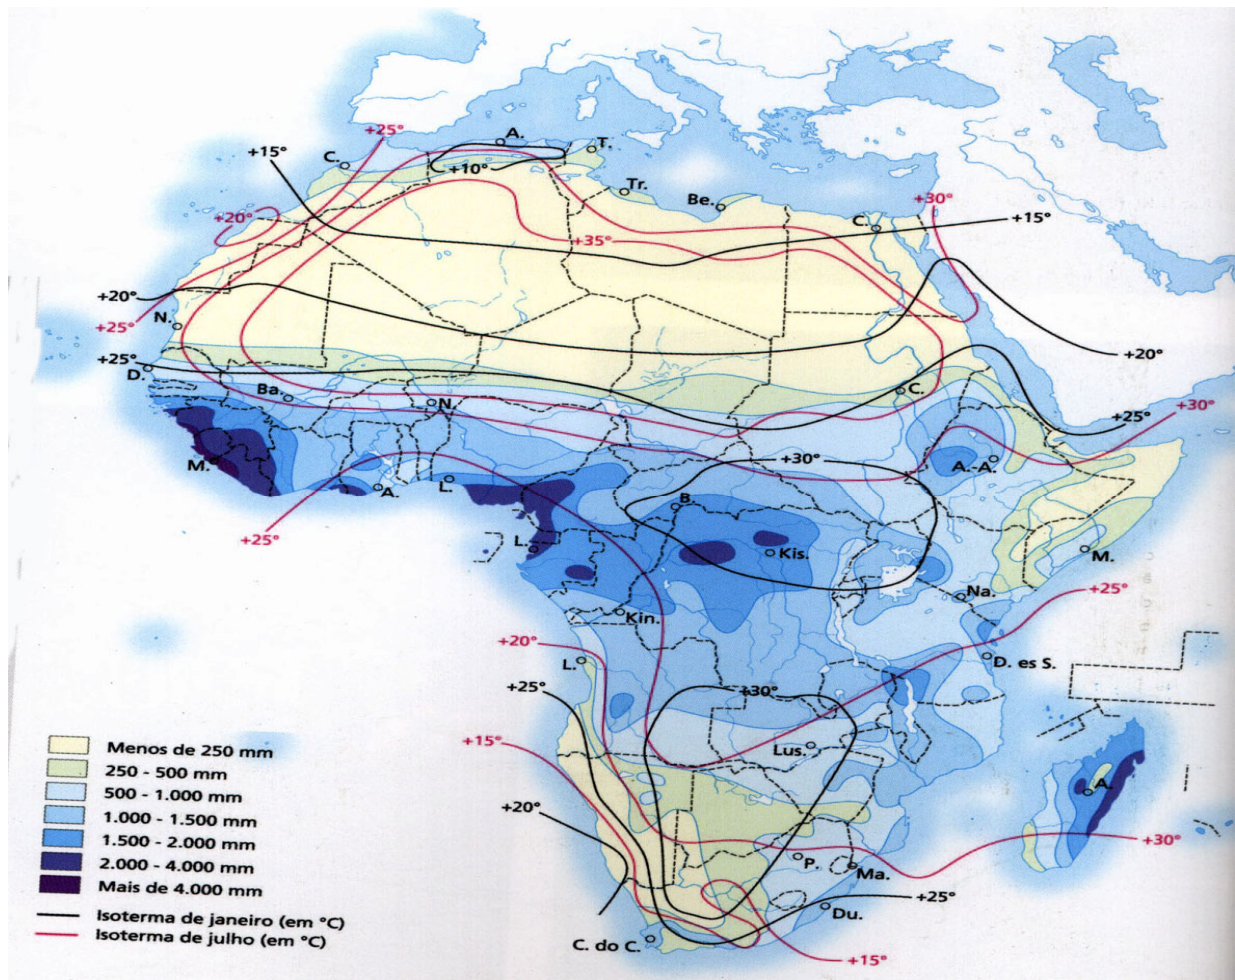 +25°
A.
T.
+15°
C.
+10°
Tr.
Be.
+30°
+20°
C.
+15°
+35°
+20°
N.
+25°
+25°
+20°
D.
Ba.
N.
C.
+25°
+30°
M.
A.
L.
+30°
A.-A.
B.
+25°
L.
Kis.
M.
Na.
+25°
Kin.
+20°
L.
D. es S.
+25°
+30°
+15°
Lus.
A.
+20°
P.
Ma.
+30°
Du.
+25°
C. do C.
+15°
Menos de 250 mm
250 - 500 mm
500 - 1.000 mm
1.000 - 1.500 mm
1.500 - 2.000 mm
2.000 - 4.000 mm
Mais de 4.000 mm
Isoterma de janeiro (em °C)
Isoterma de julho (em °C)